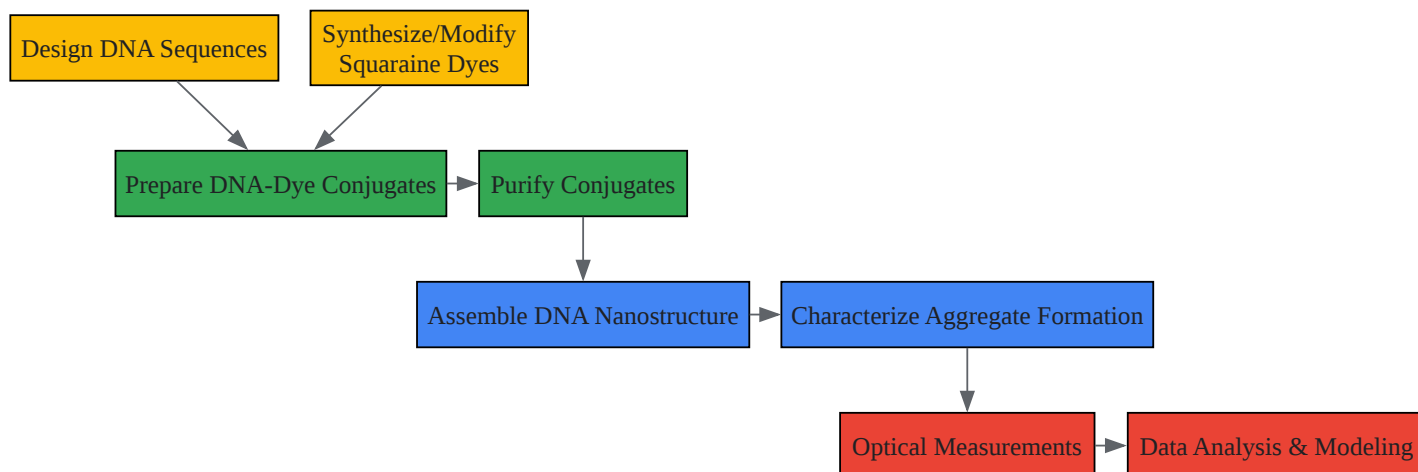 Design DNA Sequences
Synthesize/Modify
Squaraine Dyes
Prepare DNA-Dye Conjugates
Purify Conjugates
Assemble DNA Nanostructure
Characterize Aggregate Formation
Optical Measurements
Data Analysis & Modeling